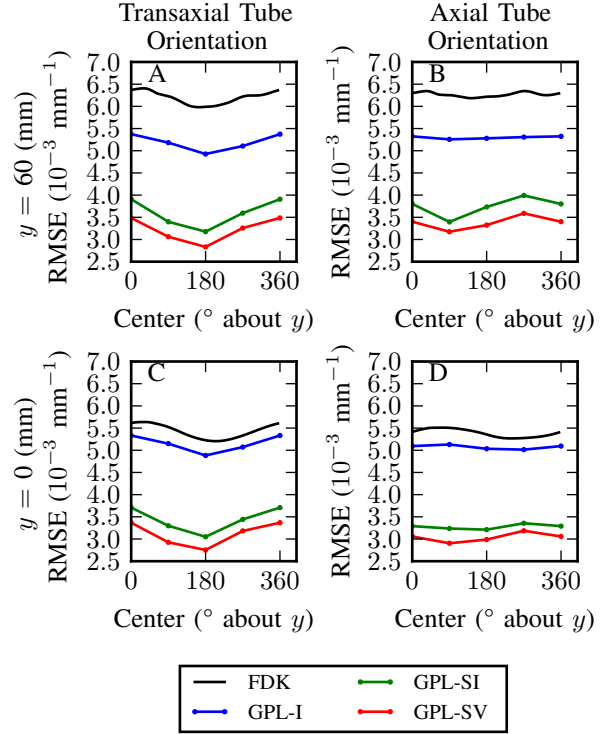 Transaxial Tube
Orientation
Axial Tube
Orientation
y = 60 (mm)
RMSE (10⁻³ mm⁻¹)
7.0
6.5
6.0
5.5
5.0
4.5
4.0
3.5
3.0
2.5
A
0 180 360
Center (° about y)
RMSE (10⁻³ mm⁻¹)
7.0
6.5
6.0
5.5
5.0
4.5
4.0
3.5
3.0
2.5
B
0 180 360
Center (° about y)
y = 0 (mm)
RMSE (10⁻³ mm⁻¹)
7.0
6.5
6.0
5.5
5.0
4.5
4.0
3.5
3.0
2.5
C
0 180 360
Center (° about y)
RMSE (10⁻³ mm⁻¹)
7.0
6.5
6.0
5.5
5.0
4.5
4.0
3.5
3.0
2.5
D
0 180 360
Center (° about y)
FDK
GPL-I
GPL-SI
GPL-SV